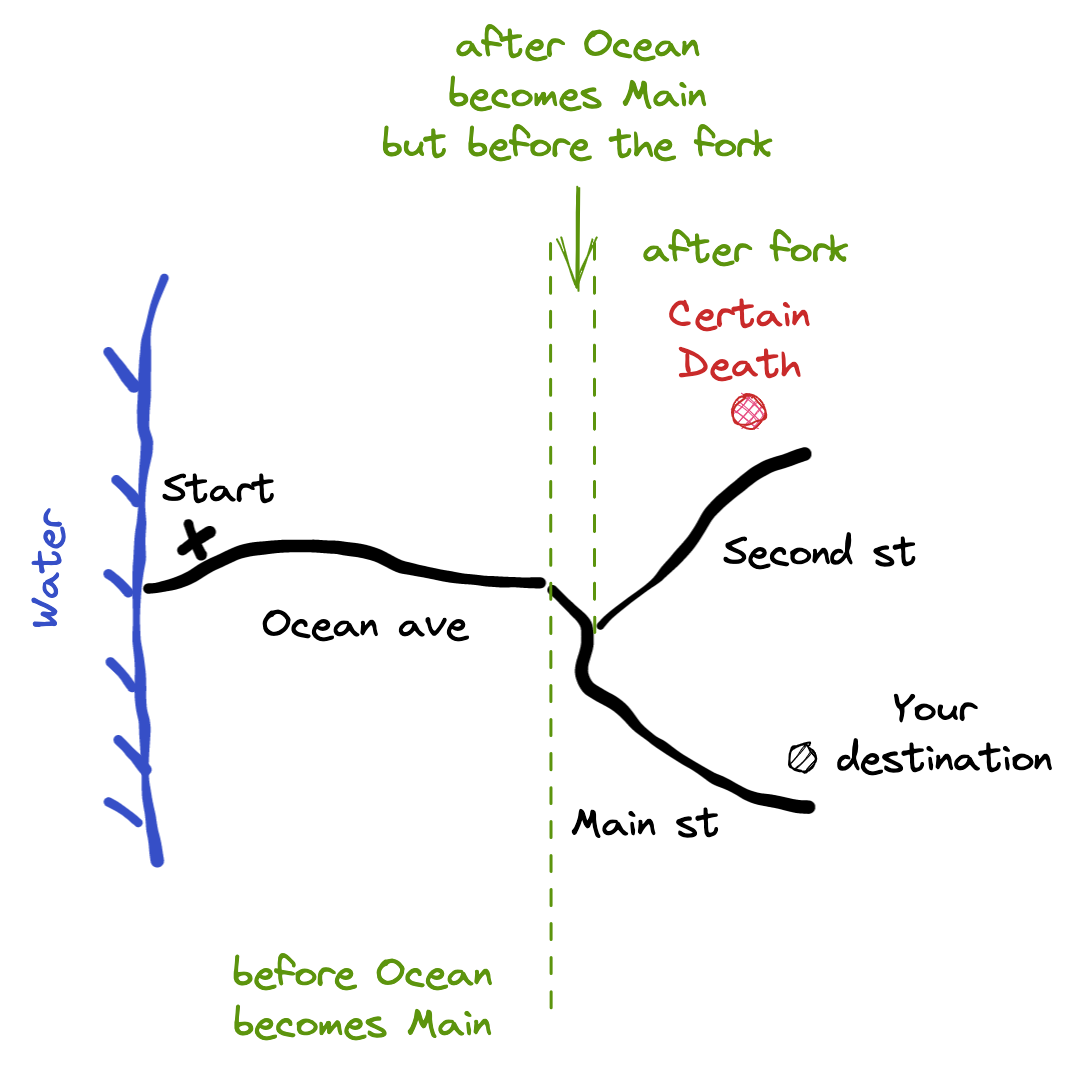 after Ocean
becomes Main
but before the fork
after fork
Certain
Death
Start
Water
Second st
Ocean ave
Your
destination
Main st
before Ocean
becomes Main